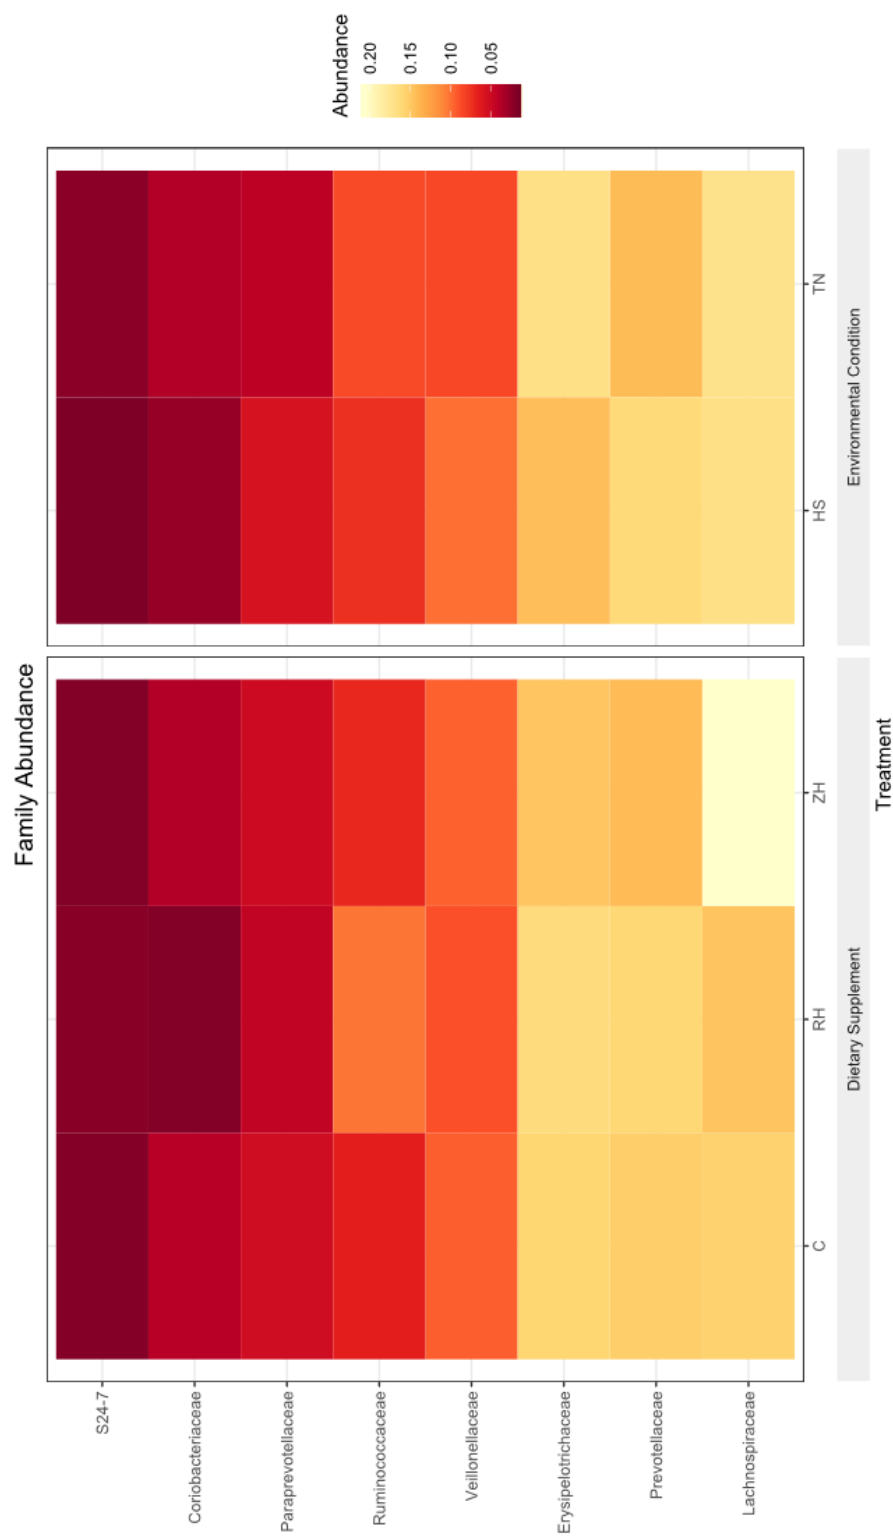 Family Abundance
S24-7
Coriobacteriaceae
Paraprevotellaceae
Ruminococcaceae
Veillonellaceae
Erysipelotrichaceae
Prevotellaceae
Lachnospiraceae
C
RH
ZH
HS
TN
Dietary Supplement
Environmental Condition
Treatment
Abundance
0.20
0.15
0.10
0.05